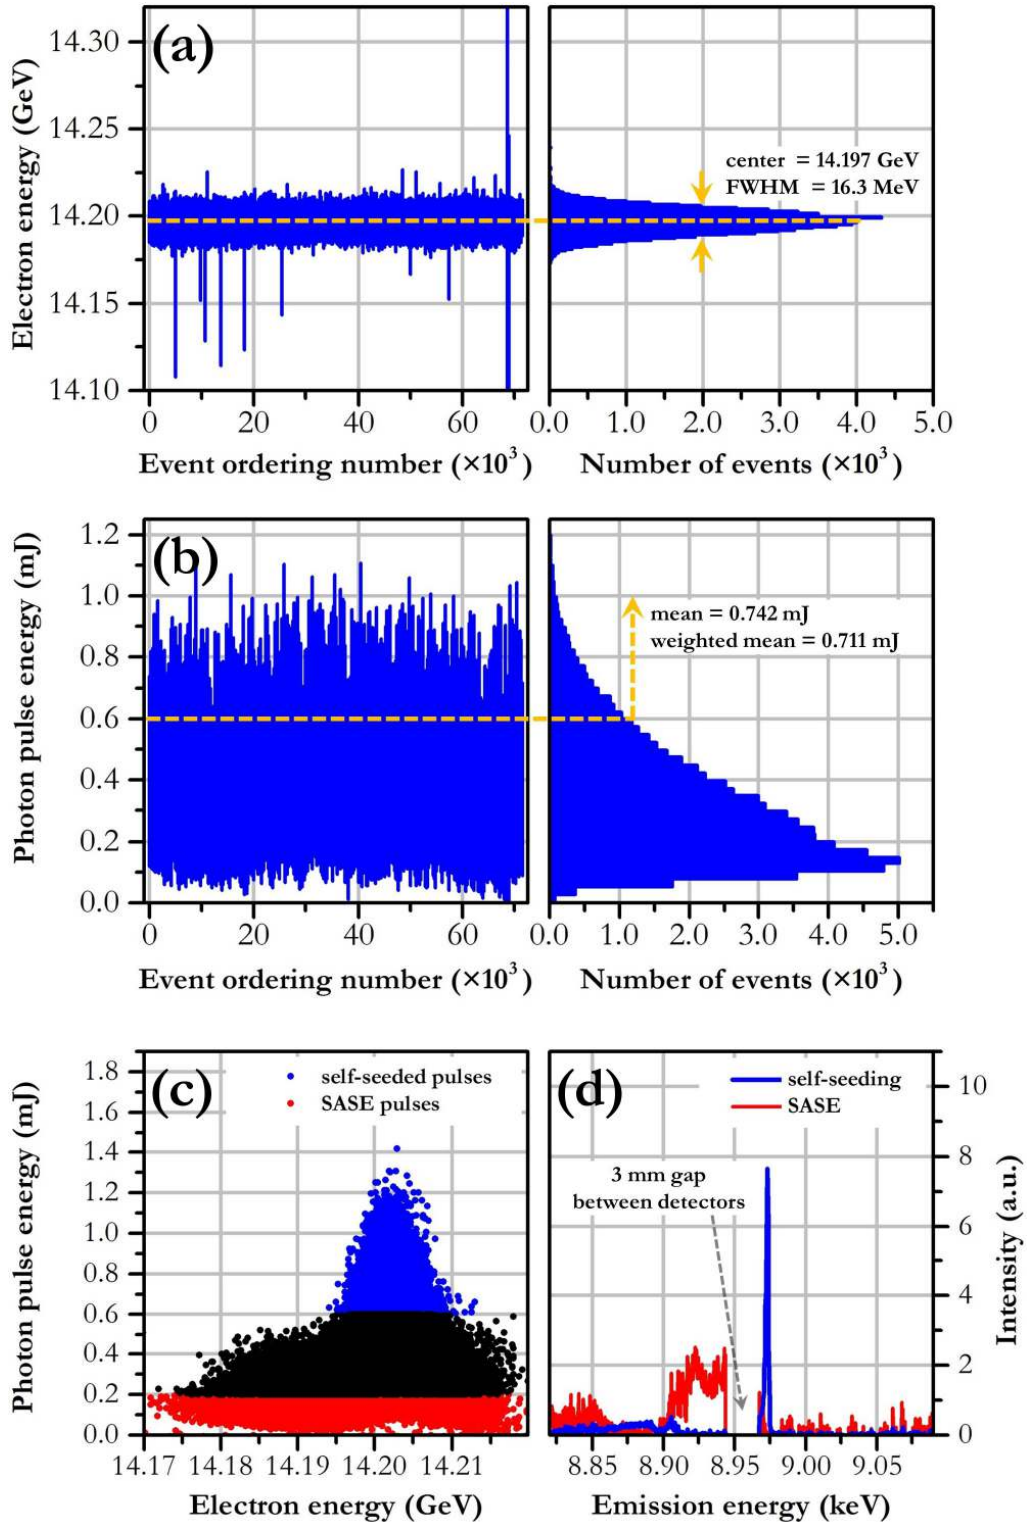 (a)
14.30
14.25
14.20
14.15
14.10
Electron energy (GeV)
center = 14.197 GeV
FWHM = 16.3 MeV
0 20 40 60
0.0 1.0 2.0 3.0 4.0 5.0
Event ordering number (×10³)
Number of events (×10³)
(b)
1.2
1.0
0.8
0.6
0.4
0.2
0.0
Photon pulse energy (mJ)
mean = 0.742 mJ
weighted mean = 0.711 mJ
0 20 40 60
0.0 1.0 2.0 3.0 4.0 5.0
Event ordering number (×10³)
Number of events (×10³)
(c)
1.8
1.6
1.4
1.2
1.0
0.8
0.6
0.4
0.2
0.0
Photon pulse energy (mJ)
self-seeded pulses
SASE pulses
14.17 14.18 14.19 14.20 14.21
Electron energy (GeV)
(d)
self-seeding
SASE
3 mm gap
between detectors
10
8
6
4
2
0
Intensity (a.u.)
8.85 8.90 8.95 9.00 9.05
Emission energy (keV)